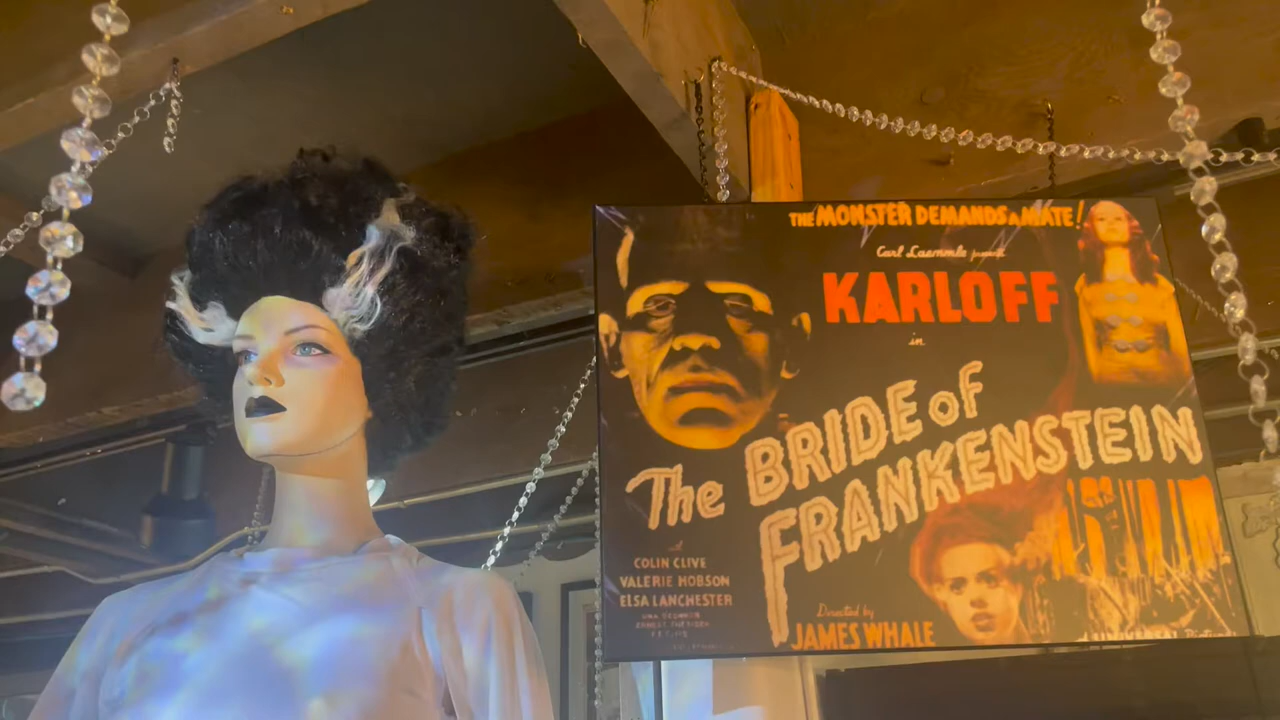 THE MONSTER DEMANDS A MATE!
Carl Laemmle presents
KARLOFF
in
The BRIDE OF
FRANKENSTEIN
COLIN CLIVE
VALERIE HOBSON
ELSA LANCHESTER
Directed by
JAMES WHALE